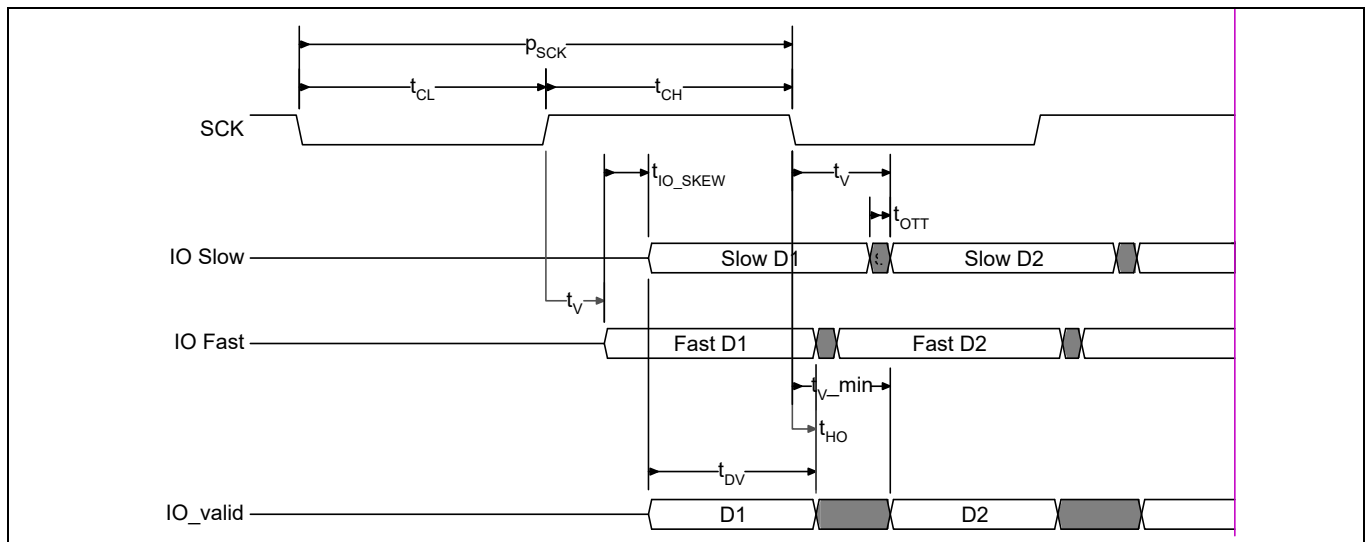 pSCK
tCL tCH
SCK
tIO_SKEW tV
tOTT
IO Slow Slow D1 Slow D2
tV
IO Fast Fast D1 Fast D2
tV_min
tHO
tDV
IO_valid D1 D2